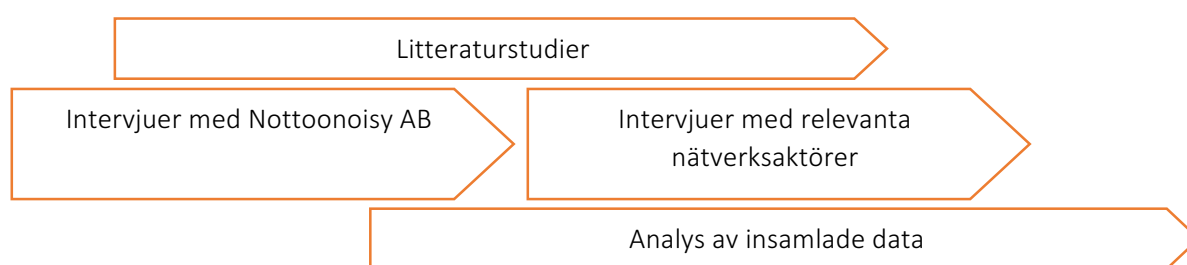 Litteraturstudier
Intervjuer med Nottoonoisy AB
Intervjuer med relevanta
nätverksaktörer
Analys av insamlade data